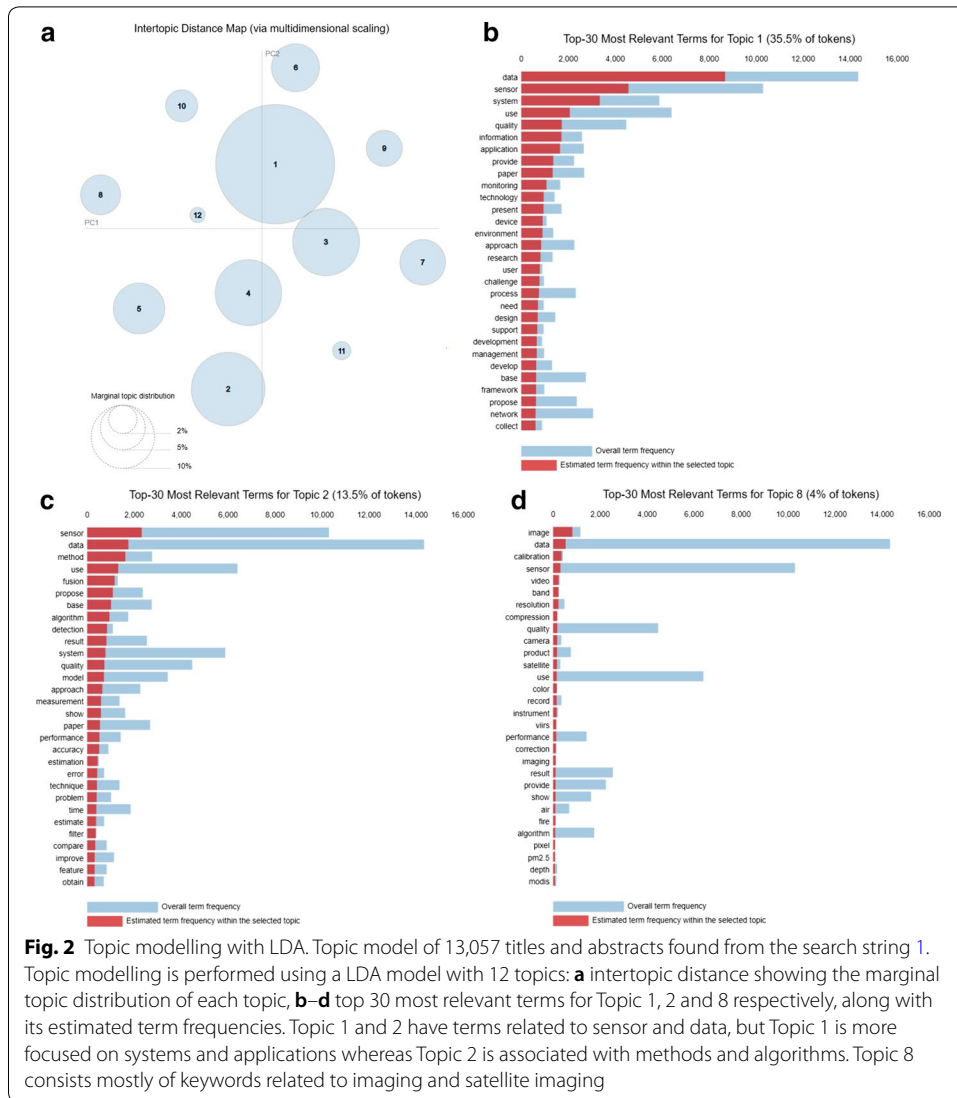 a
Intertopic Distance Map (via multidimensional scaling)
PC2
6
10
1
9
8
12
PC1
3
7
4
5
11
2
Marginal topic distribution
2%
5%
10%
b
Top-30 Most Relevant Terms for Topic 1 (35.5% of tokens)
0 2,000 4,000 6,000 8,000 10,000 12,000 14,000 16,000
data
sensor
system
use
quality
information
application
provide
paper
monitoring
technology
present
device
environment
approach
research
user
challenge
process
need
design
support
development
management
develop
base
framework
propose
network
collect
Overall term frequency
Estimated term frequency within the selected topic
c
Top-30 Most Relevant Terms for Topic 2 (13.5% of tokens)
0 2,000 4,000 6,000 8,000 10,000 12,000 14,000 16,000
sensor
data
method
use
fusion
propose
base
algorithm
detection
result
system
quality
model
approach
measurement
show
paper
performance
accuracy
estimation
error
technique
problem
time
estimate
filter
compare
improve
feature
obtain
Overall term frequency
Estimated term frequency within the selected topic
d
Top-30 Most Relevant Terms for Topic 8 (4% of tokens)
0 2,000 4,000 6,000 8,000 10,000 12,000 14,000 16,000
image
data
calibration
sensor
video
band
resolution
compression
quality
camera
product
satellite
use
color
record
instrument
viirs
performance
correction
imaging
result
provide
show
air
fire
algorithm
pixel
pm2.5
depth
modis
Overall term frequency
Estimated term frequency within the selected topic
Fig. 2 Topic modelling with LDA. Topic model of 13,057 titles and abstracts found from the search string 1.
Topic modelling is performed using a LDA model with 12 topics: a intertopic distance showing the marginal
topic distribution of each topic, b–d top 30 most relevant terms for Topic 1, 2 and 8 respectively, along with
its estimated term frequencies. Topic 1 and 2 have terms related to sensor and data, but Topic 1 is more
focused on systems and applications whereas Topic 2 is associated with methods and algorithms. Topic 8
consists mostly of keywords related to imaging and satellite imaging